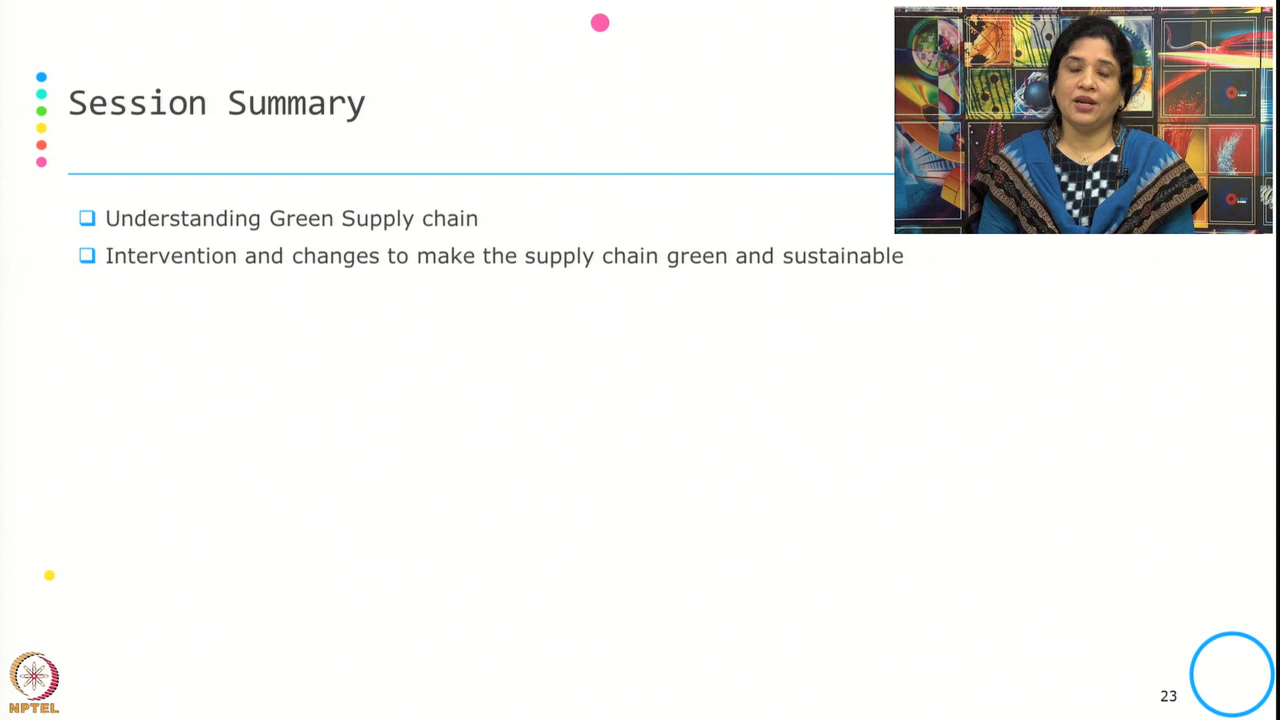 Session Summary
Understanding Green Supply chain
Intervention and changes to make the supply chain green and sustainable
NPTEL
23